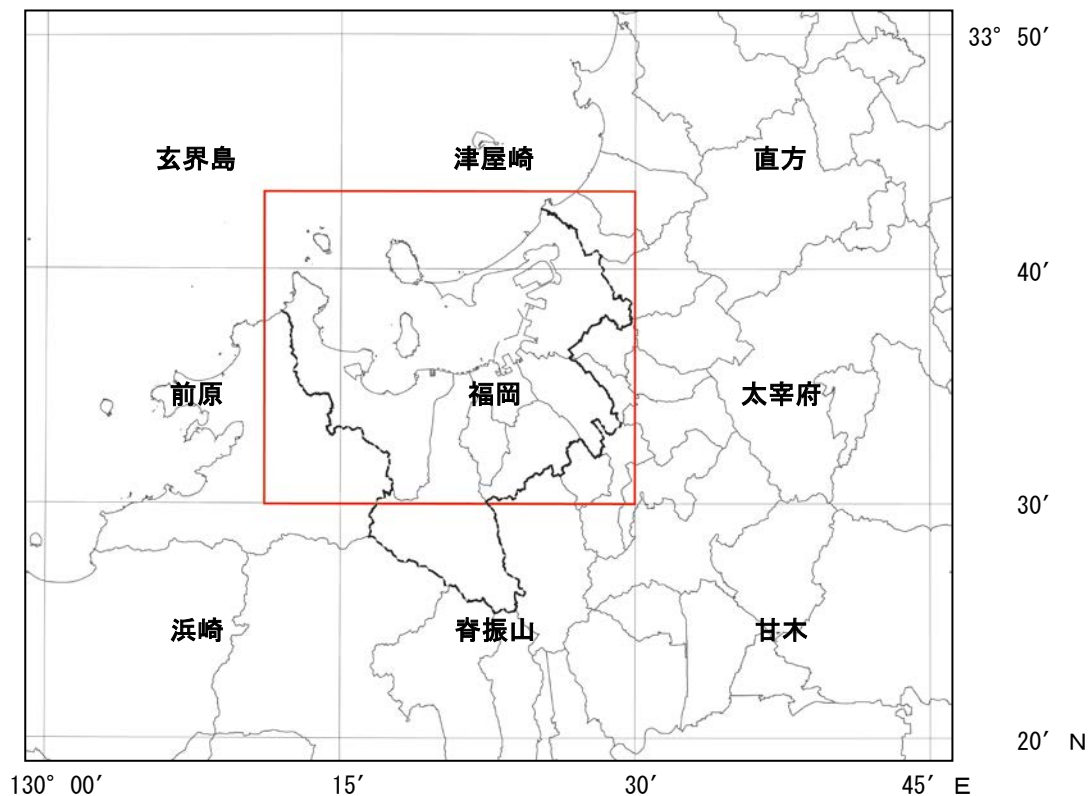 33° 50′
玄界島 津屋崎 直方
40′
前原 福岡 太宰府
30′
浜崎 脊振山 甘木
20′ N
130° 00′ 15′ 30′ 45′ E